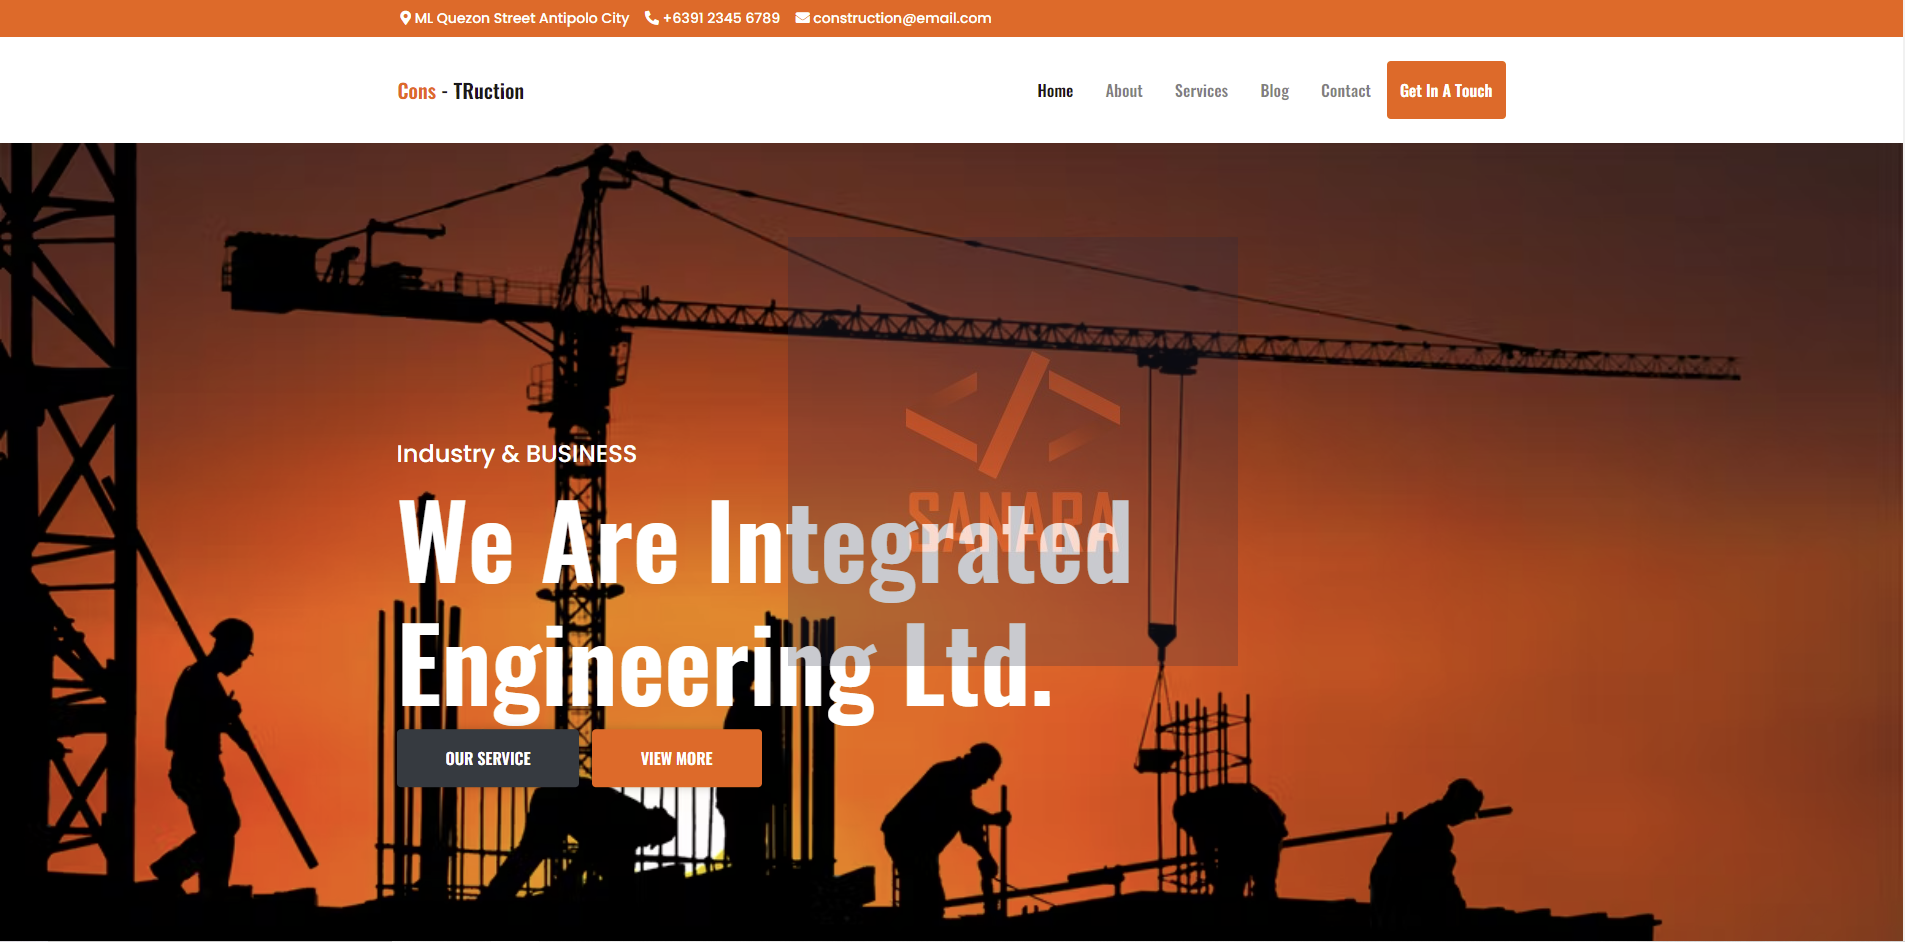 ML Quezon Street Antipolo City +6391 2345 6789 construction@email.com
Cons - TRuction Home About Services Blog Contact Get In A Touch
SANARA
Industry & BUSINESS
We Are Integrated
Engineering Ltd.
OUR SERVICE VIEW MORE